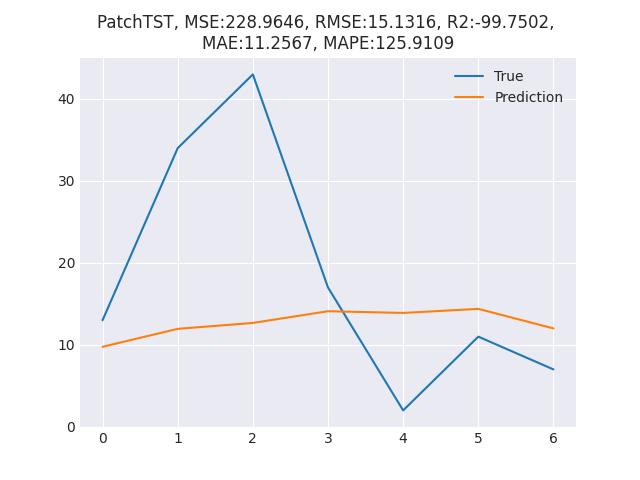 PatchTST, MSE:228.9646, RMSE:15.1316, R2:-99.7502,
MAE:11.2567, MAPE:125.9109
True
Prediction
40
30
20
10
0
0 1 2 3 4 5 6